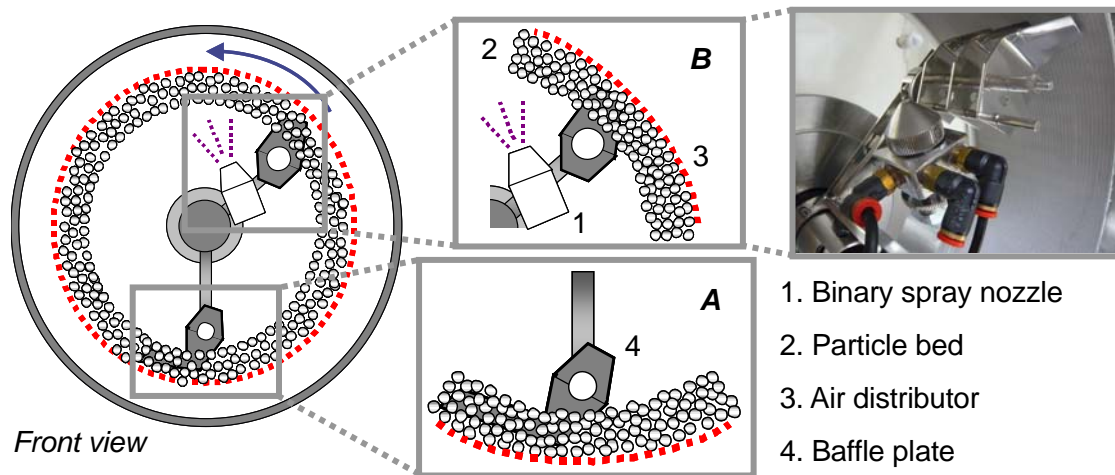 2
B
3
1
A
4
Front view
1. Binary spray nozzle
2. Particle bed
3. Air distributor
4. Baffle plate